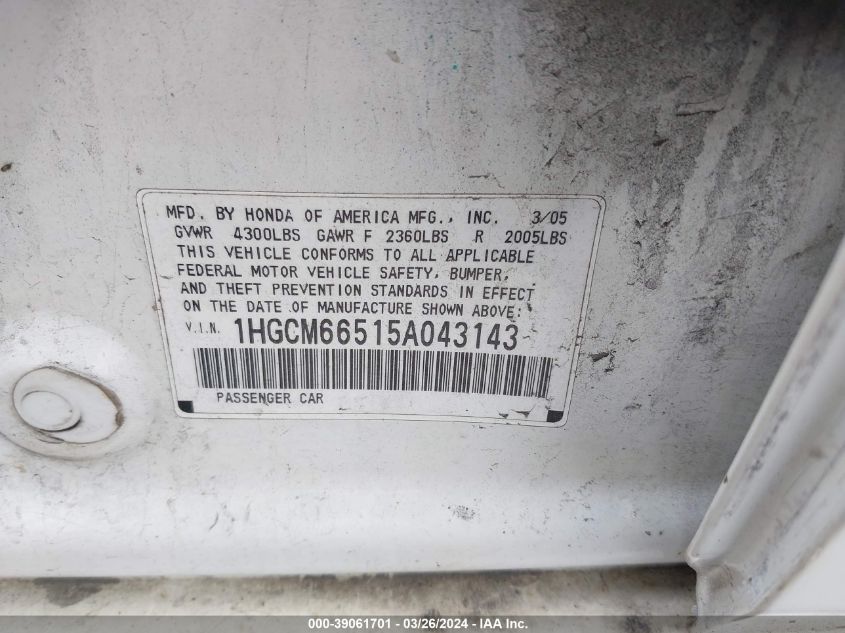 MFD. BY HONDA OF AMERICA MFG., INC. 3/05
GVWR 4300LBS GAWR F 2360LBS R 2005LBS
THIS VEHICLE CONFORMS TO ALL APPLICABLE
FEDERAL MOTOR VEHICLE SAFETY, BUMPER,
AND THEFT PREVENTION STANDARDS IN EFFECT
ON THE DATE OF MANUFACTURE SHOWN ABOVE:
V.I.N. 1HGCM66515A043143
PASSENGER CAR
000-39061701 - 03/26/2024 - IAA Inc.